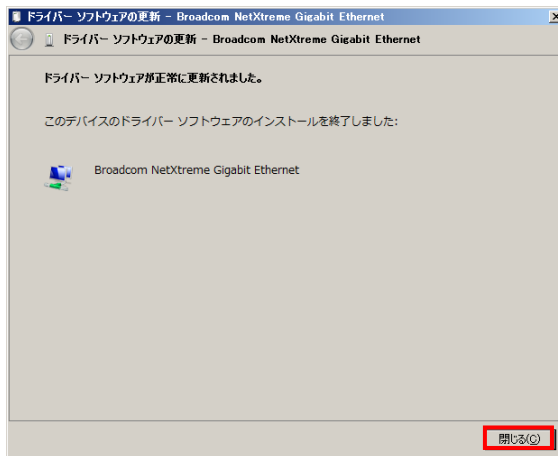 ドライバー ソフトウェアの更新 - Broadcom NetXtreme Gigabit Ethernet
ドライバー ソフトウェアの更新 - Broadcom NetXtreme Gigabit Ethernet
ドライバー ソフトウェアが正常に更新されました。
このデバイスのドライバー ソフトウェアのインストールを終了しました:
Broadcom NetXtreme Gigabit Ethernet
閉じる(C)